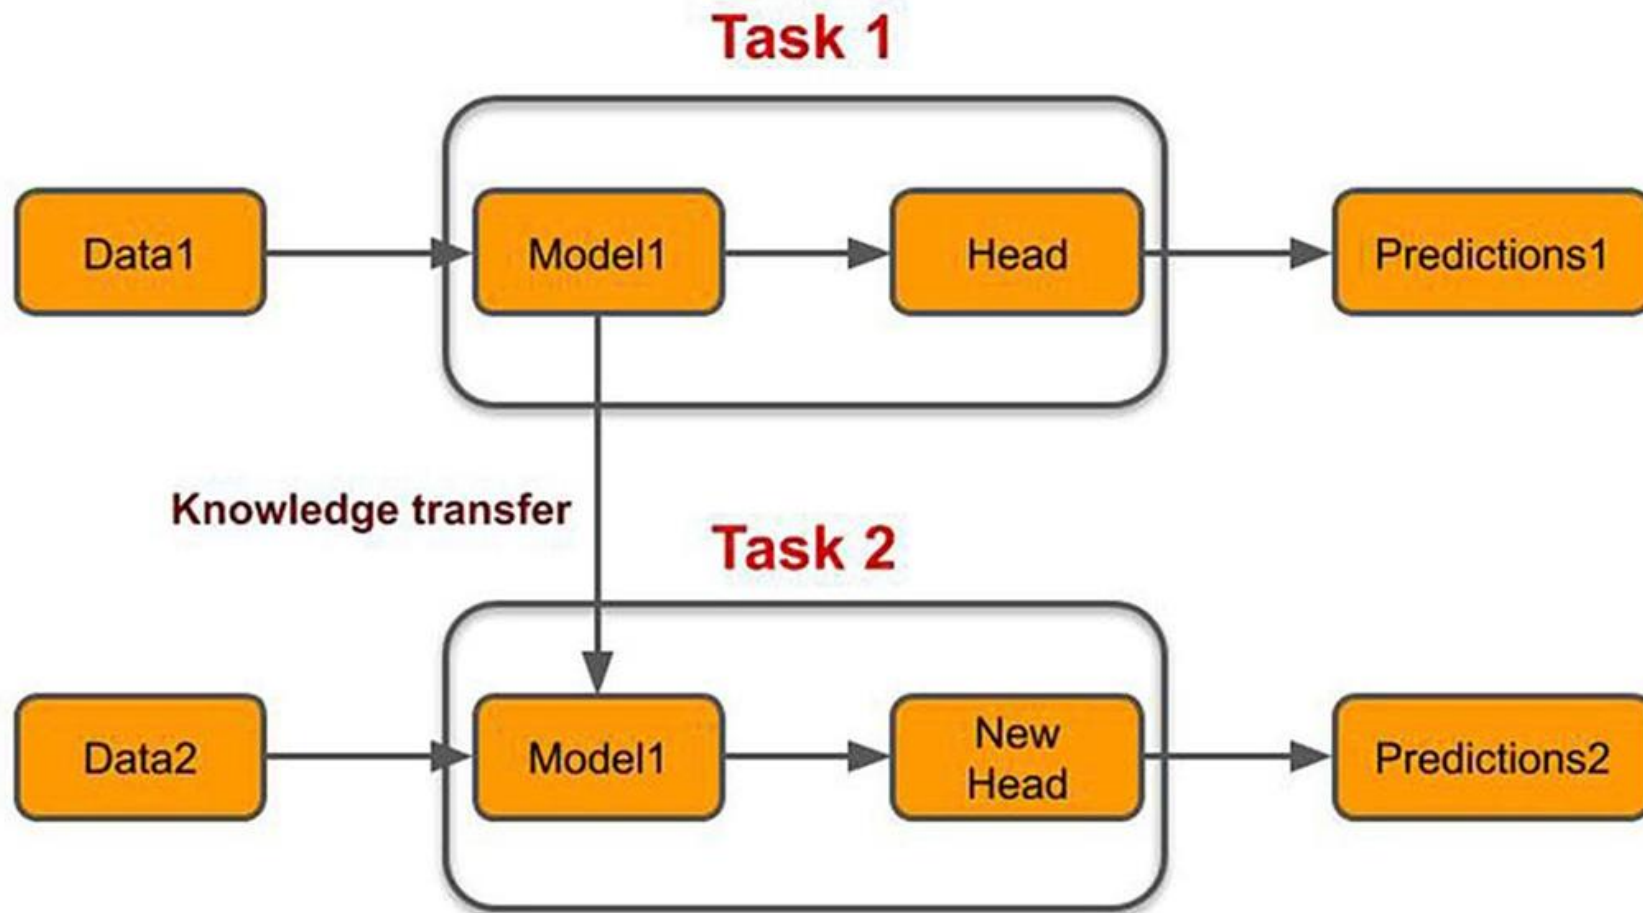 Task 1
Data1
Model1
Head
Predictions1
Knowledge transfer
Task 2
Data2
Model1
New
Head
Predictions2